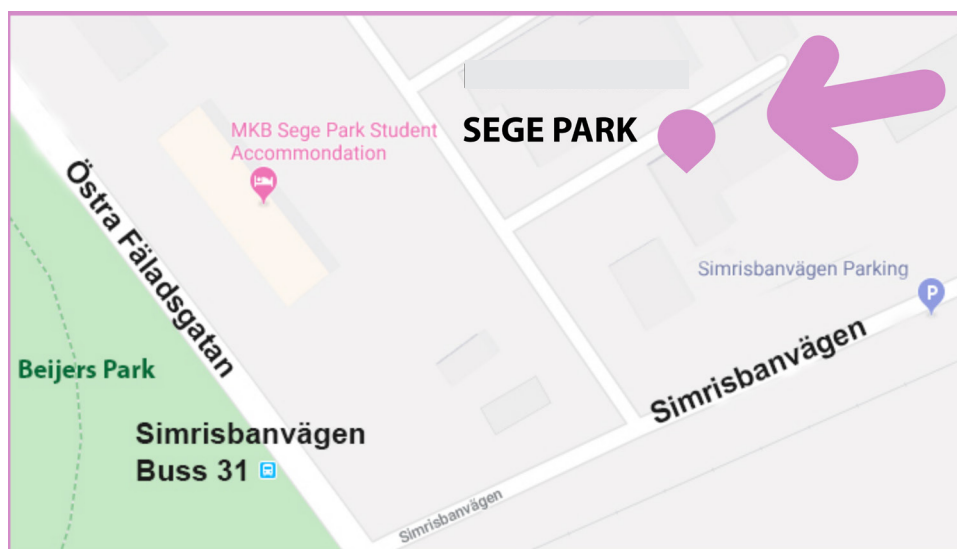 MKB Sege Park Student
Accommondation
SEGE PARK
Östra Fäladsgatan
Simrisbanvägen Parking
P
Simrisbanvägen
Beijers Park
Simrisbanvägen
Buss 31
Simrisbanvägen